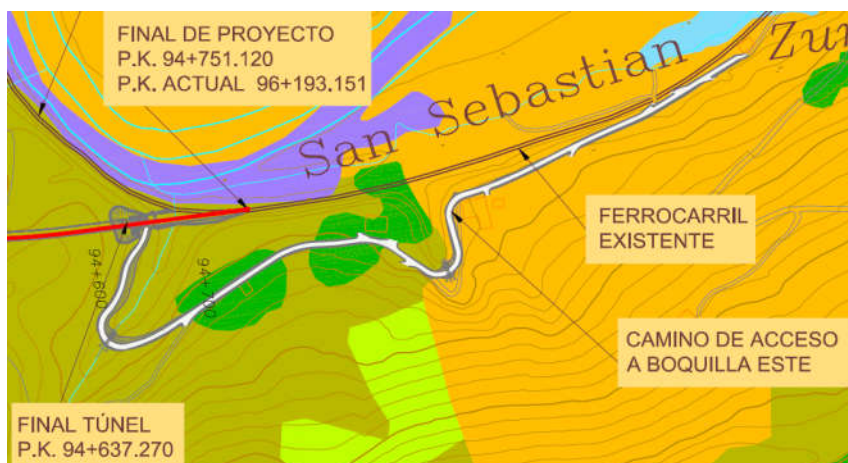 FINAL DE PROYECTO
P.K. 94+751.120
P.K. ACTUAL 96+193.151
San Sebastian
FERROCARRIL
EXISTENTE
94+600
94+700
CAMINO DE ACCESO
A BOQUILLA ESTE
FINAL TÚNEL
P.K. 94+637.270